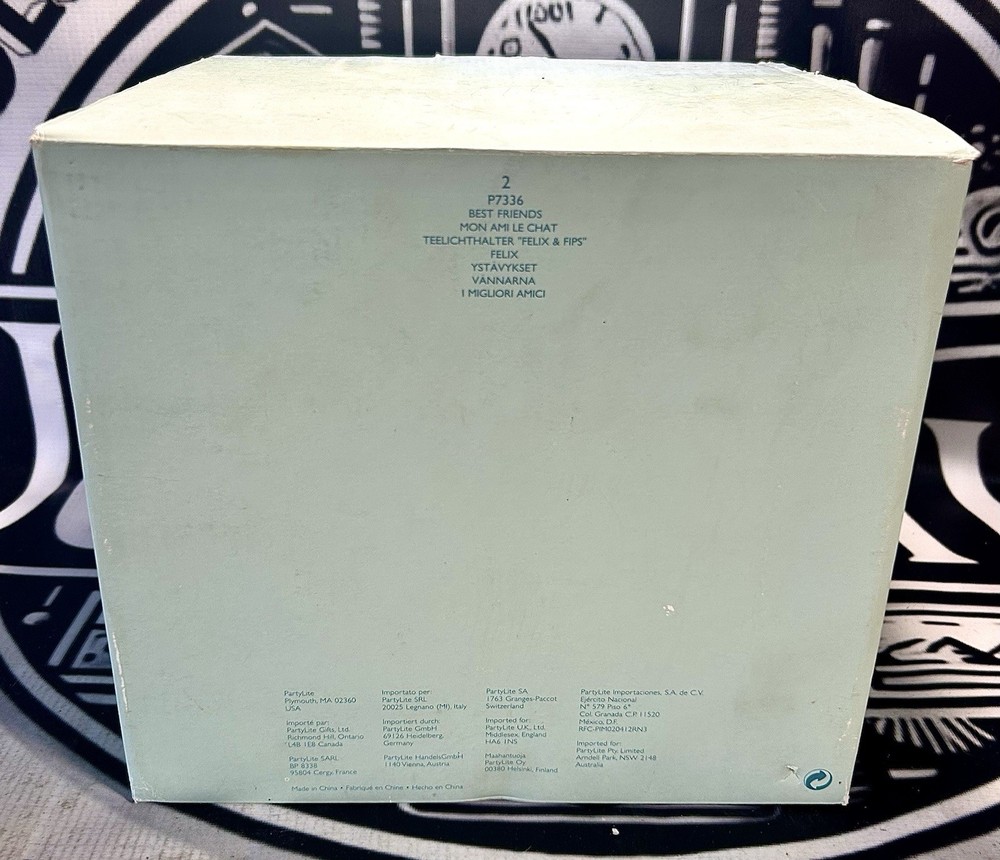 1001
2
P7336
BEST FRIENDS
MON AMI LE CHAT
TEELICHTHALTER "FELIX & FIPS"
FELIX
YSTÄVYKSET
VÄNNARNA
I MIGLIORI AMICI
PartyLite
Plymouth, MA 02360
USA
Importé par:
PartyLite Gifts, Ltd.
Richmond Hill, Ontario
L4B 1E8 Canada
PartyLite SARL
BP 8338
95804 Cergy, France
Importato per:
PartyLite SRL
20025 Legnano (MI), Italy
Importiert durch:
PartyLite GmbH
69126 Heidelberg,
Germany
PartyLite HandelsGmbH
1140 Vienna, Austria
PartyLite SA
1763 Granges-Paccot
Switzerland
Imported for:
PartyLite U.K., Ltd.
Middlesex, England
HA6 1NS
Maahantuoja
PartyLite Oy
00380 Helsinki, Finland
PartyLite Importaciones, S.A. de C.V.
Ejército Nacional
N° 579 Piso 6°
Col. Granada C.P. 11520
México, D.F.
RFC-PIM020412RN3
Imported for:
PartyLite Pty. Limited
Arndell Park, NSW 2148
Australia
Made in China • Fabriqué en Chine • Hecho en China